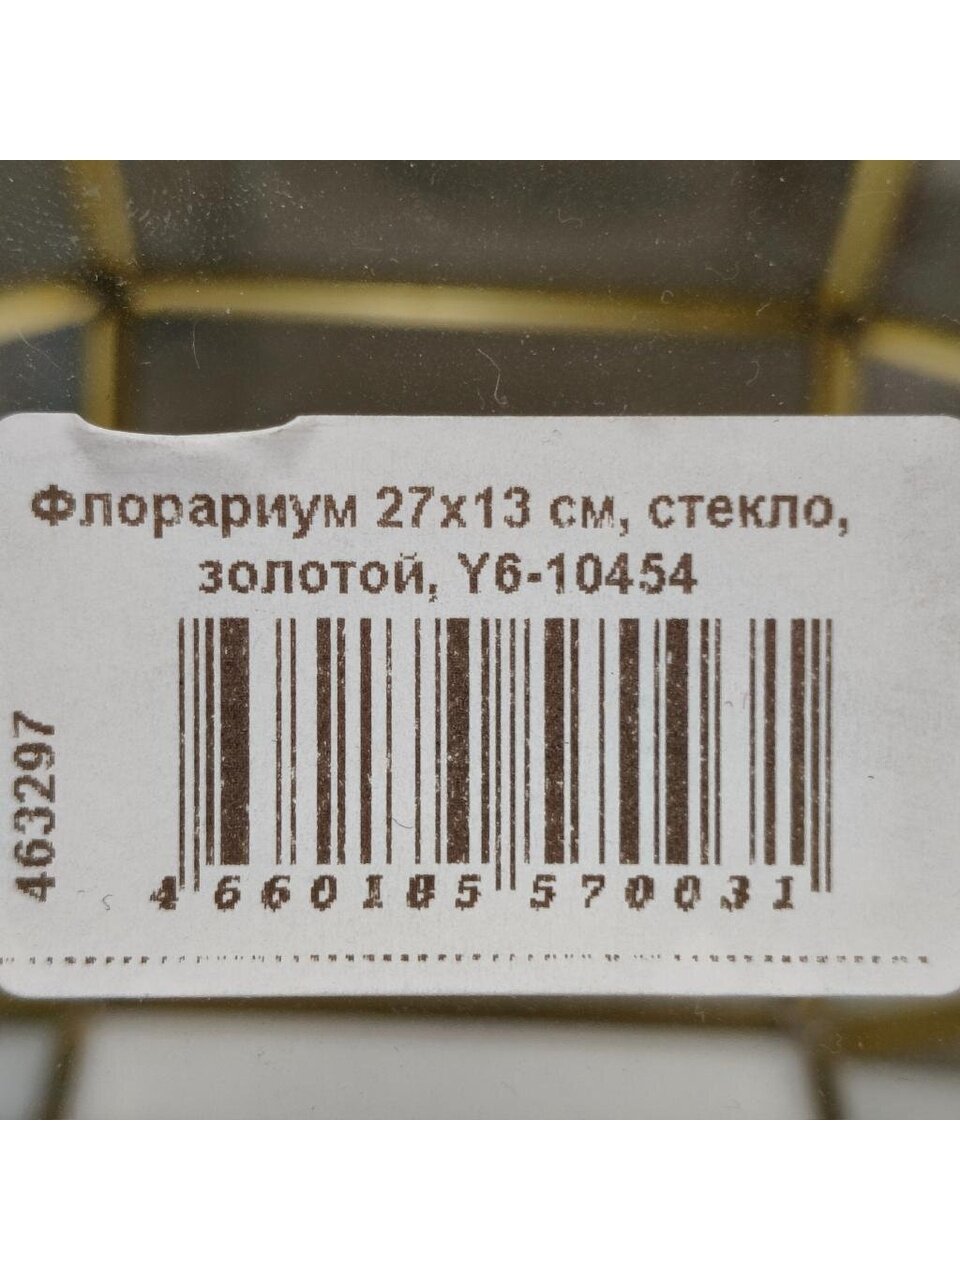 Флорариум 27х13 см, стекло,
золотой, Y6-10454
463297
4 660105 570031